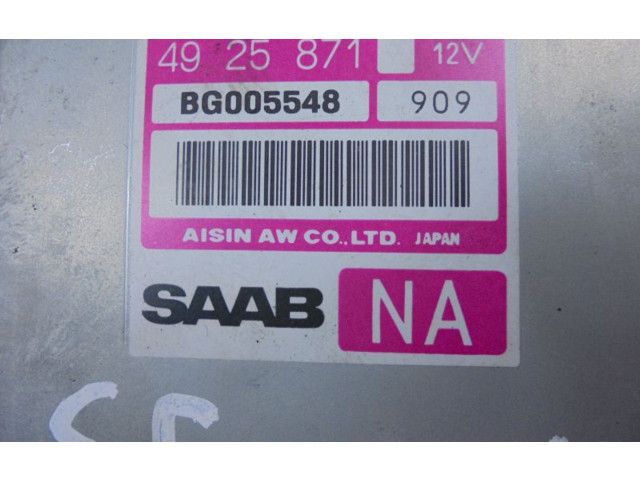 49 25 871 12V
BG005548 909
AISIN AW CO., LTD. JAPAN
SAAB NA